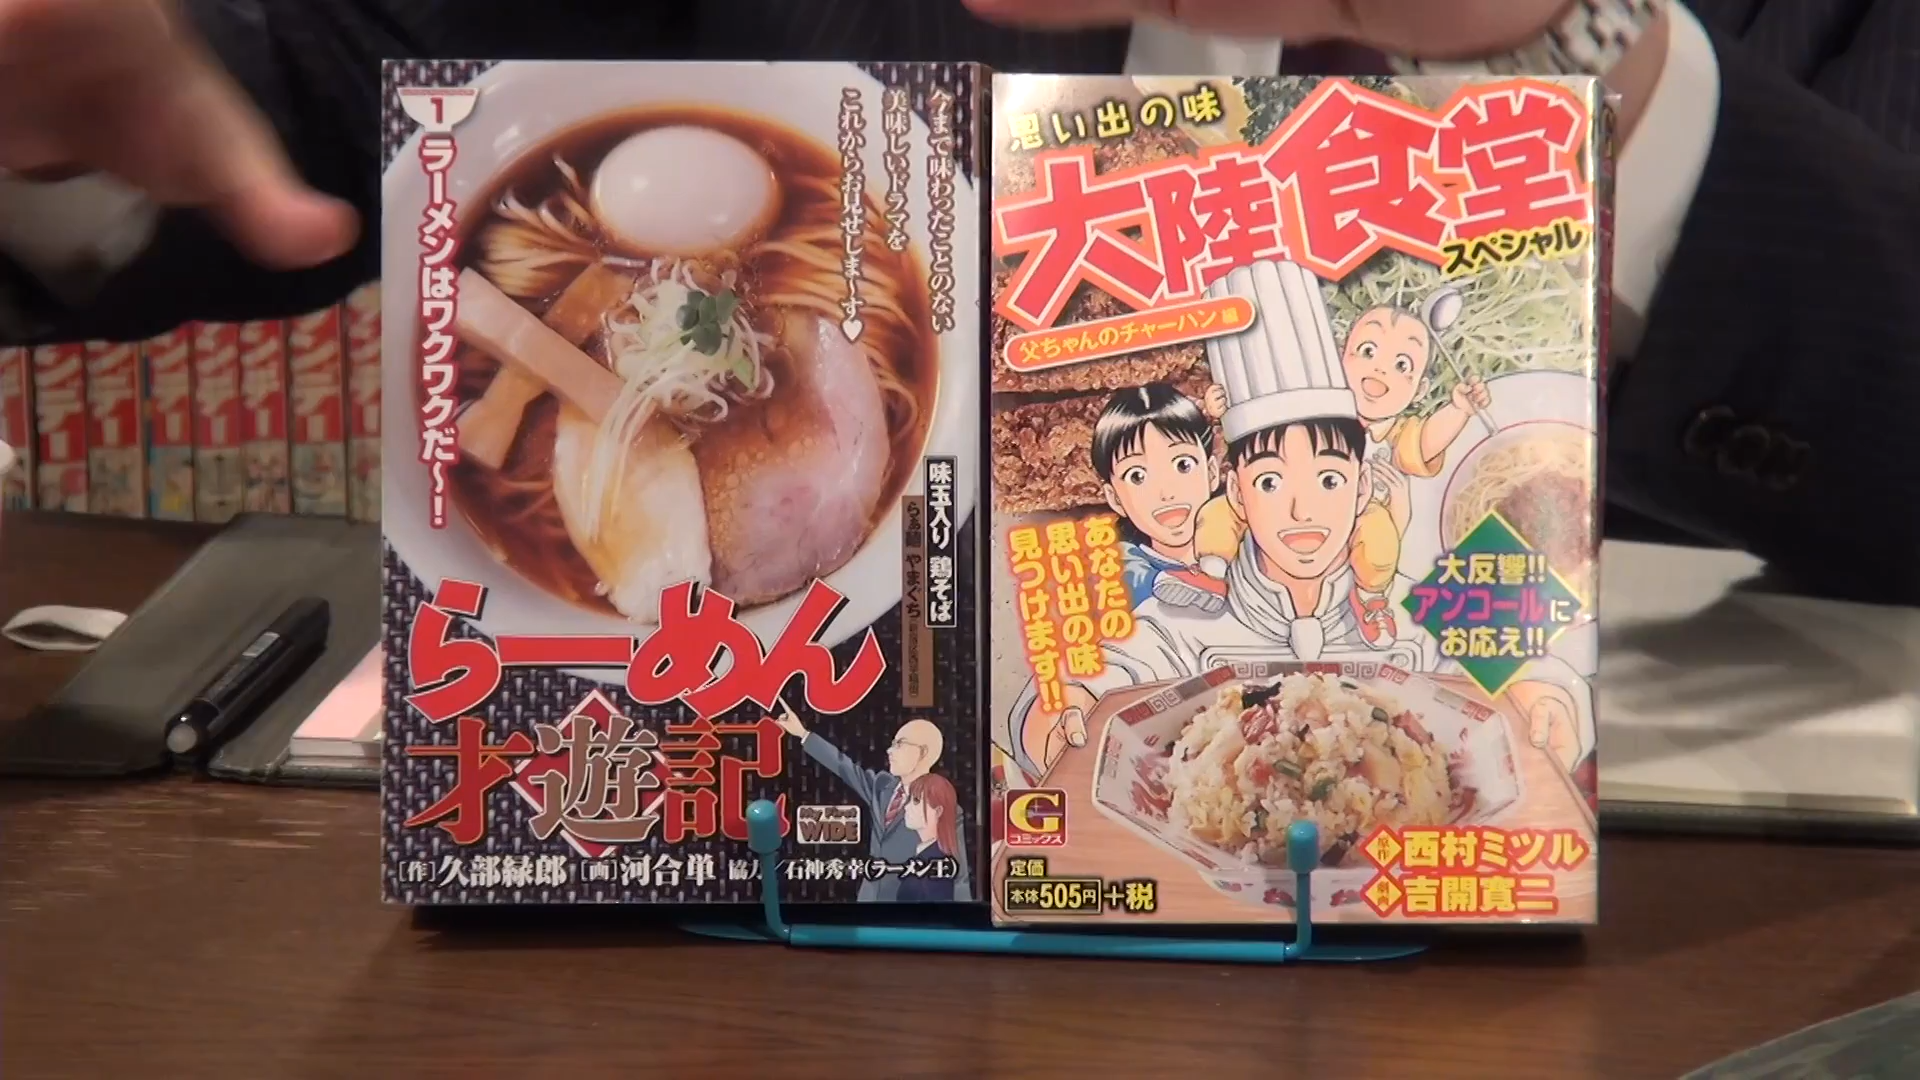 1
ラーメンはワクワクだ〜!
今まで味わったことのない
美味しいドラマを
これからお見せしま〜す♥
味玉入り 鶏そば
らぁ麺 やまぐち
らーめん
才遊記
My First
WIDE
[作]久部緑郎 [画]河合単 協力/石神秀幸(ラーメン王)
思い出の味
大陸食堂
スペシャル
父ちゃんのチャーハン編
あなたの
思い出の味
見つけます!!
大反響!!
アンコールに
お応え!!
G
コミックス
定価
本体505円+税
原作 西村ミツル
劇画 吉開寛二